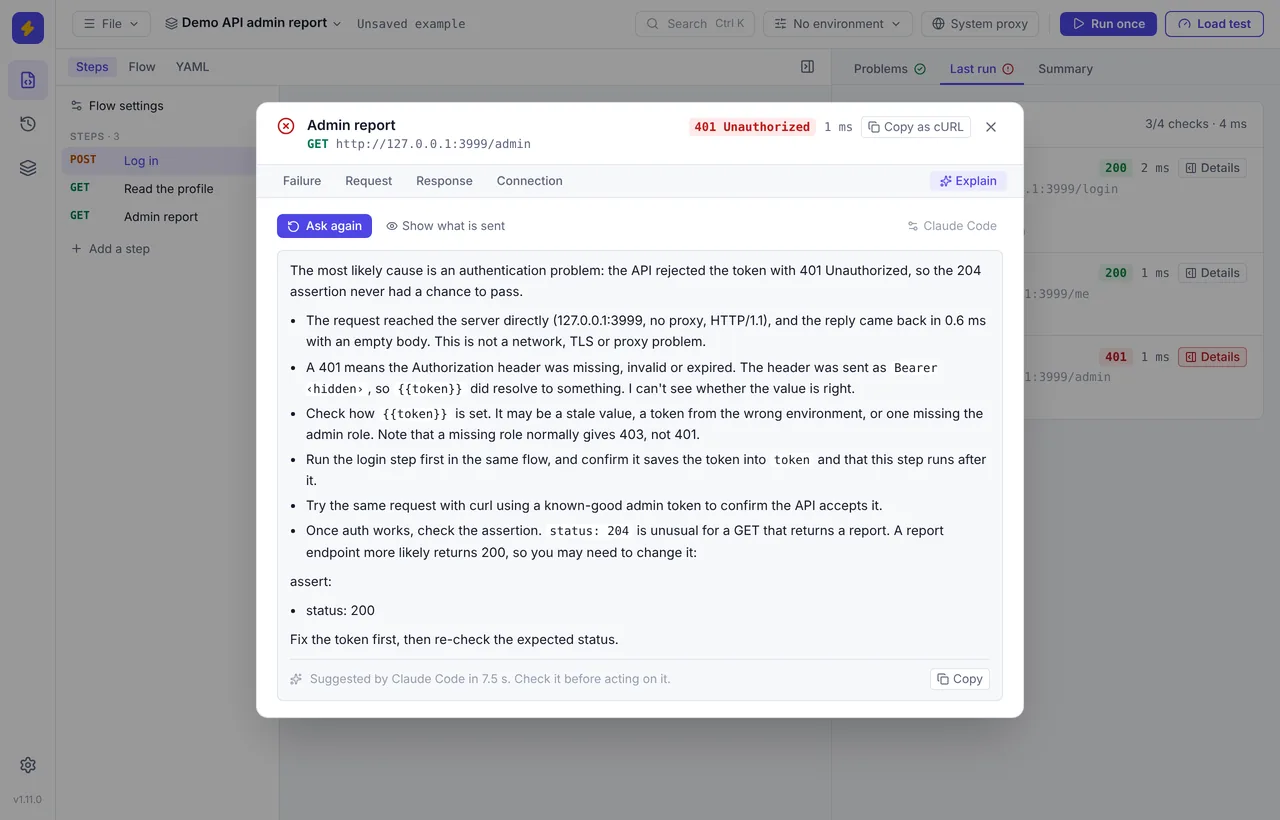 File
Demo API admin report
Unsaved example
Search Ctrl K
No environment
System proxy
Run once
Load test
Steps Flow YAML
Problems Last run Summary
Flow settings
STEPS · 3
POST Log in
GET Read the profile
GET Admin report
Add a step
v1.11.0
3/4 checks · 4 ms
200 2 ms Details
.1:3999/login
200 1 ms Details
1:3999/me
401 1 ms Details
:3999/admin
Admin report
GET http://127.0.0.1:3999/admin
401 Unauthorized 1 ms Copy as cURL
Failure Request Response Connection Explain
Ask again Show what is sent Claude Code
The most likely cause is an authentication problem: the API rejected the token with 401 Unauthorized, so the 204
assertion never had a chance to pass.
• The request reached the server directly (127.0.0.1:3999, no proxy, HTTP/1.1), and the reply came back in 0.6 ms
with an empty body. This is not a network, TLS or proxy problem.
• A 401 means the Authorization header was missing, invalid or expired. The header was sent as Bearer
‹hidden›, so {{token}} did resolve to something. I can't see whether the value is right.
• Check how {{token}} is set. It may be a stale value, a token from the wrong environment, or one missing the
admin role. Note that a missing role normally gives 403, not 401.
• Run the login step first in the same flow, and confirm it saves the token into token and that this step runs after
it.
• Try the same request with curl using a known-good admin token to confirm the API accepts it.
• Once auth works, check the assertion. status: 204 is unusual for a GET that returns a report. A report
endpoint more likely returns 200, so you may need to change it:
assert:
• status: 200
Fix the token first, then re-check the expected status.
Suggested by Claude Code in 7.5 s. Check it before acting on it.
Copy